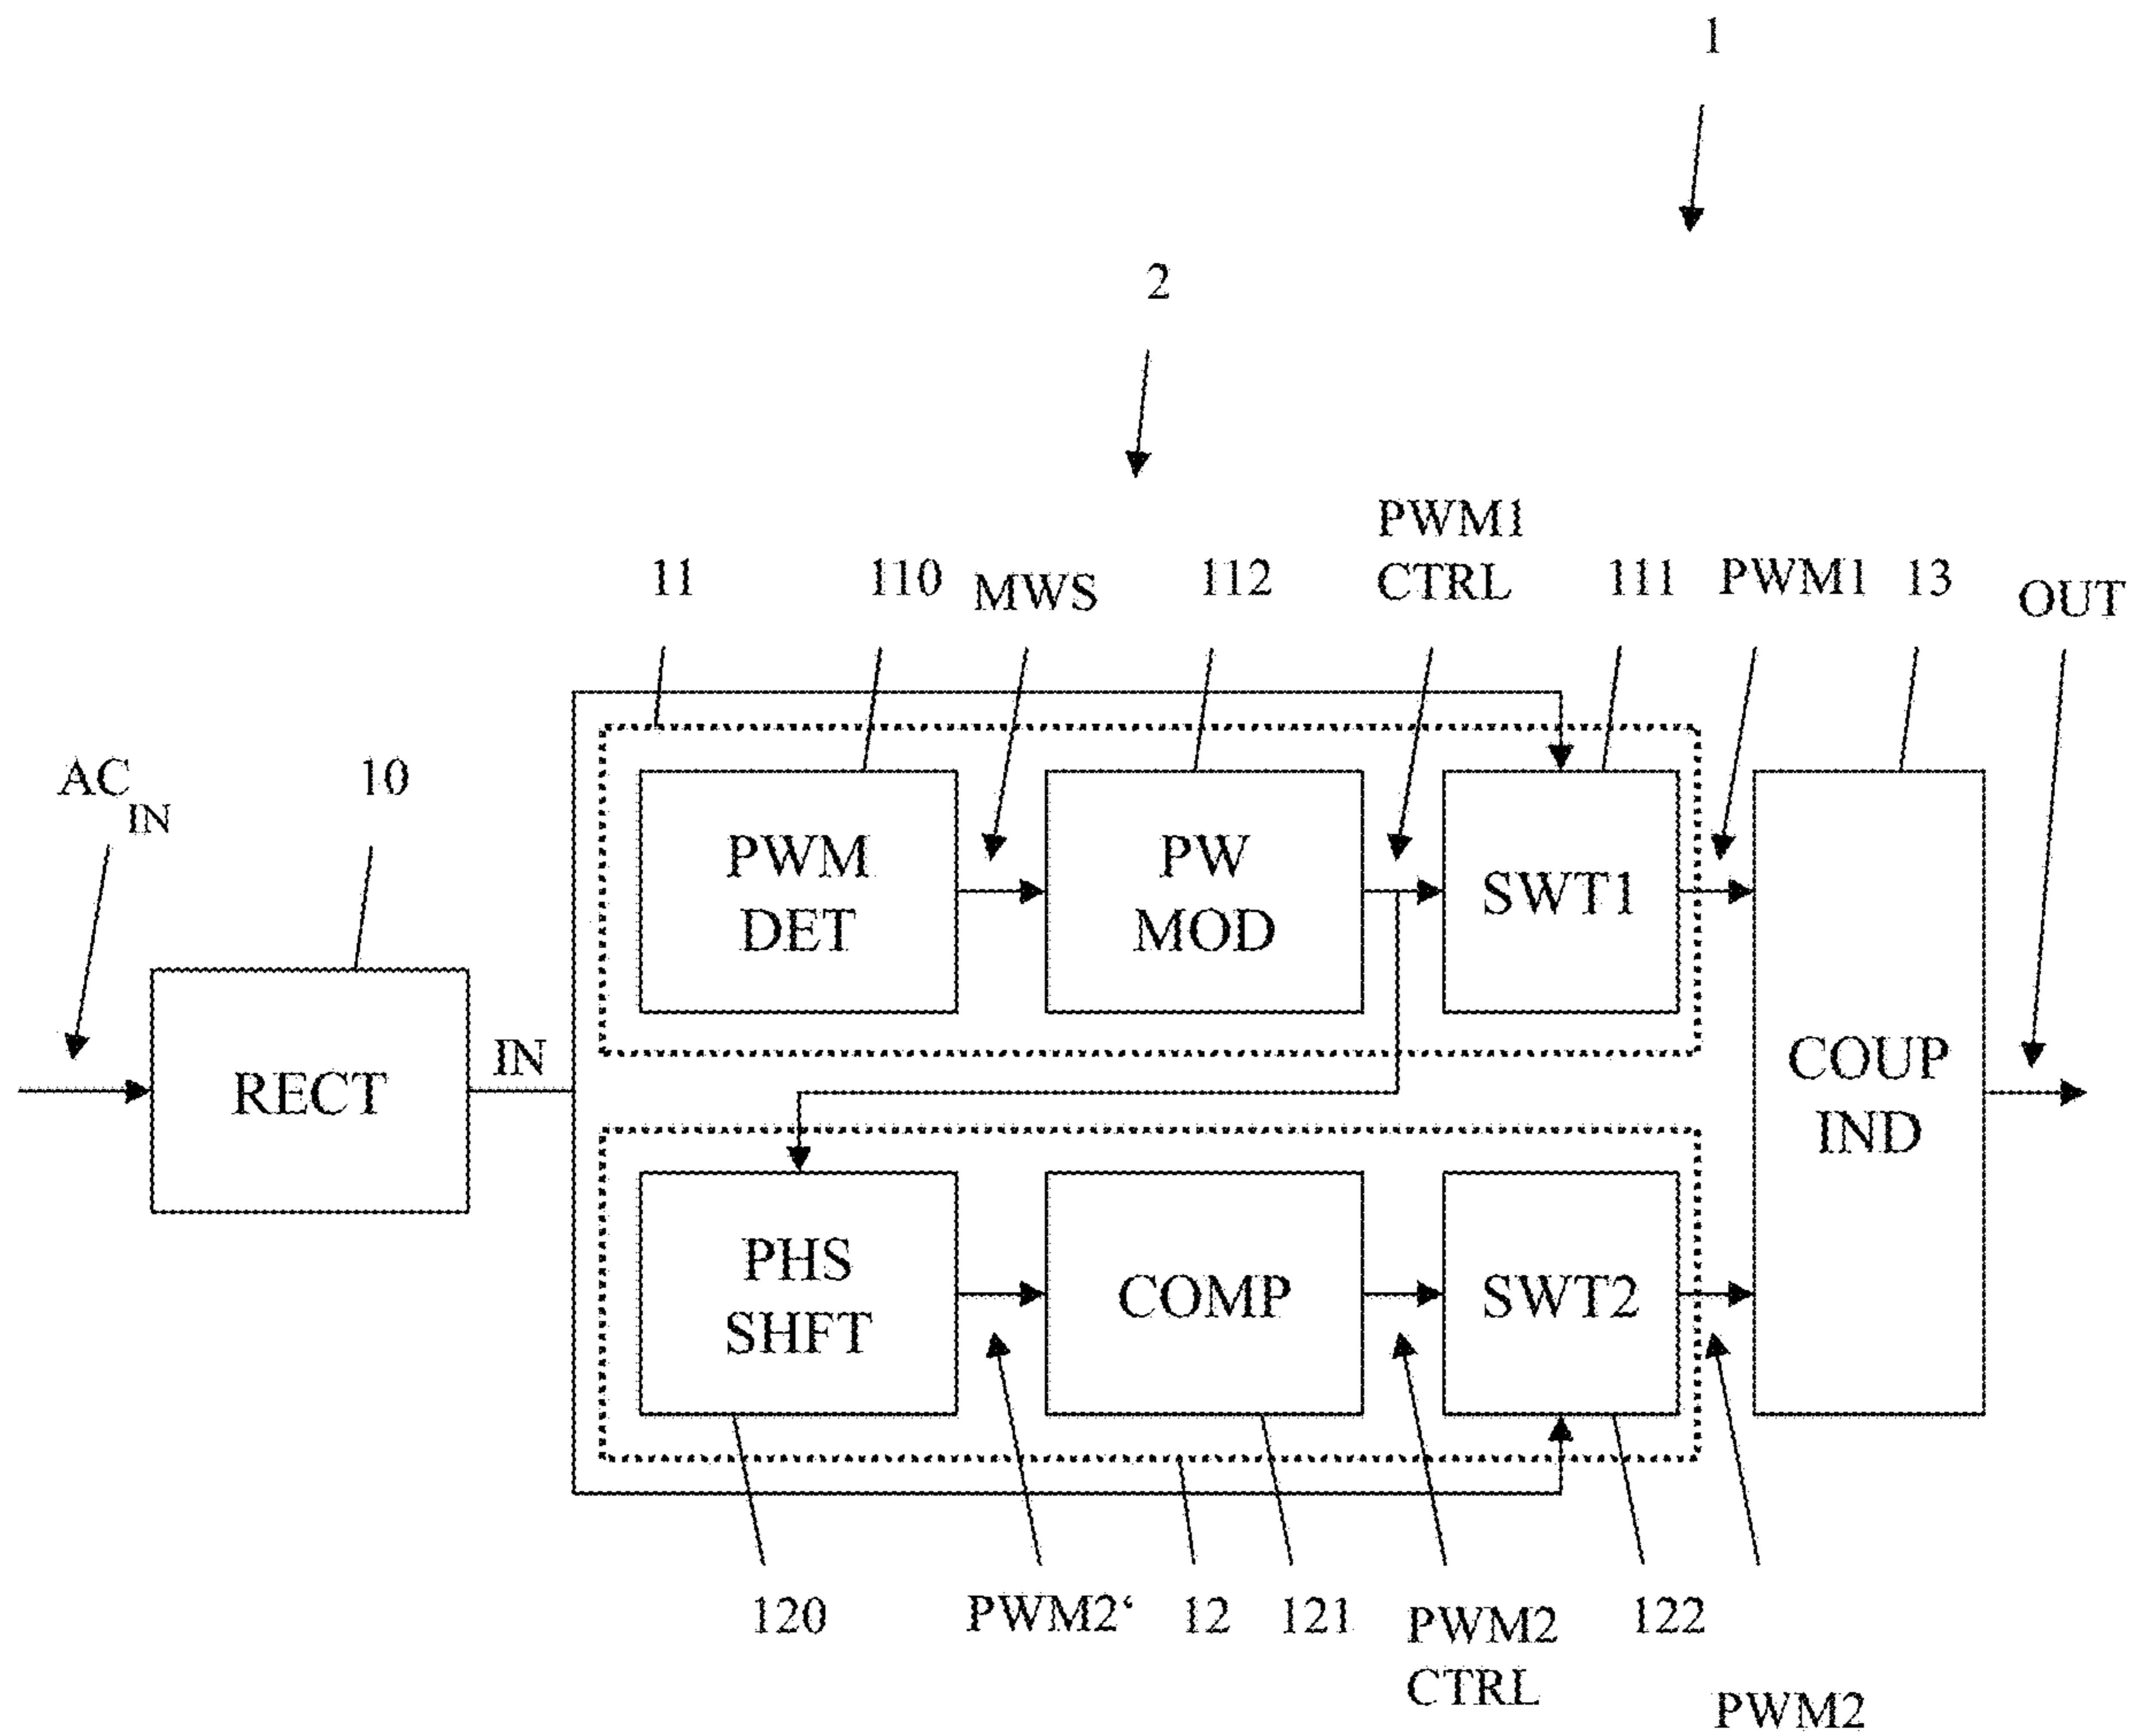 1
2
PWM1
CTRL
11
110
MWS
112
111
PWM1
13
OUT
AC
IN
10
PWM
DET
PW
MOD
SWT1
IN
RECT
COUP
IND
PHS
SHFT
COMP
SWT2
120
PWM2‘
12
121
PWM2
CTRL
122
PWM2